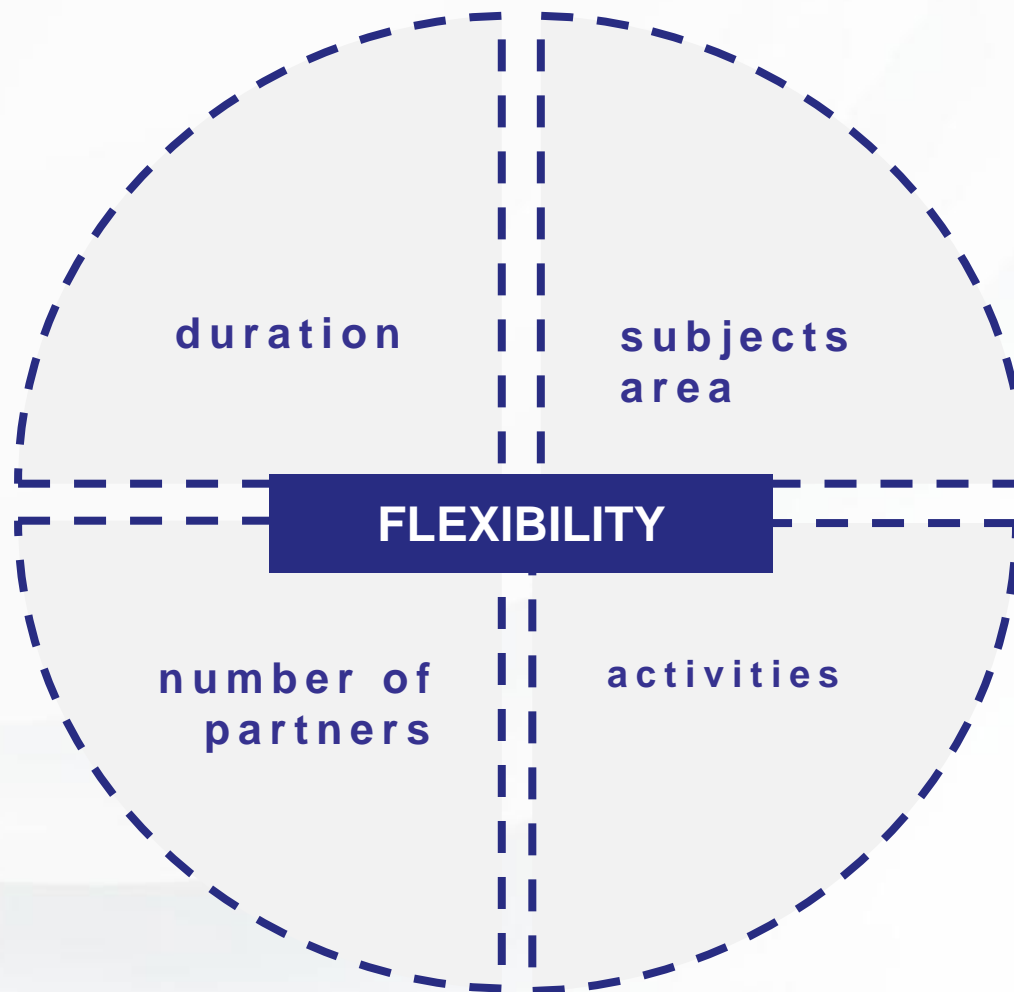 duration
subjects
area
FLEXIBILITY
number of
partners
activities